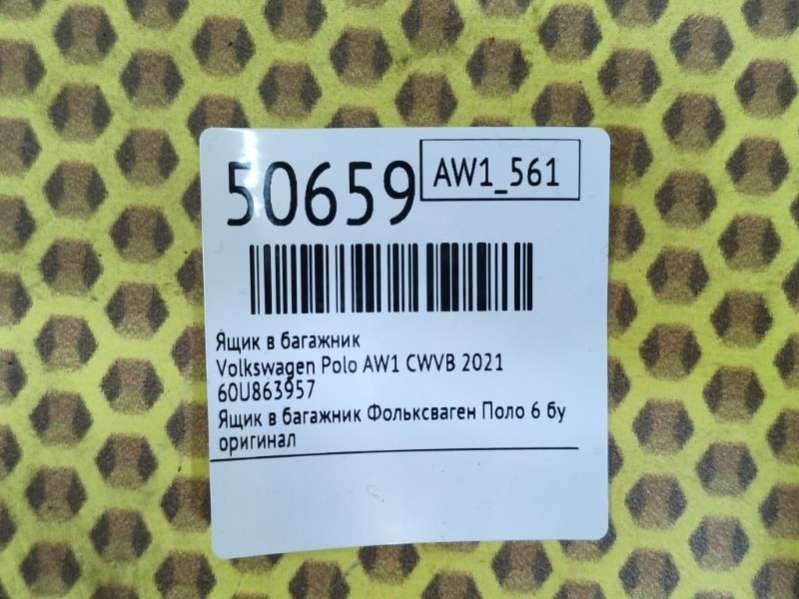 50659
AW1_561
Ящик в багажник
Volkswagen Polo AW1 CWVB 2021
60U863957
Ящик в багажник Фольксваген Поло 6 бу
оригинал